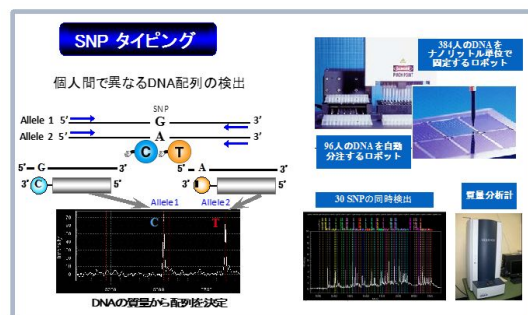 SNP タイピング
個人間で異なるDNA配列の検出
SNP
Allele 1 5' G 3'
Allele 2 A
3' 5'
C T
5' G 3' 5' A 3'
3' C 5' 3' 5'
Allele1 Allele2
C T
DNAの質量から配列を決定
384人のDNAを
ナノリットル単位で
固定するロボット
96人のDNAを自動
分注するロボット
30 SNPの同時検出
質量分析計